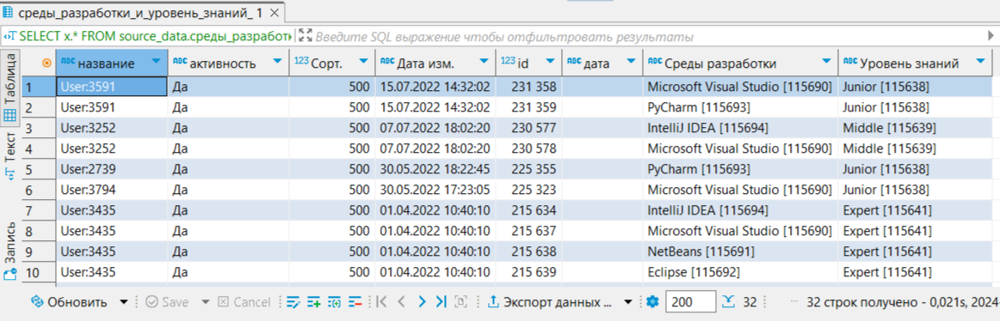 среды_разработки_и_уровень_знаний_ 1
SELECT x.* FROM source_data.среды_разработк Введите SQL выражение чтобы отфильтровать результаты
Таблица
Текст
Запись
ABC название ABC активность 123 Сорт. ABC Дата изм. 123 id ABC дата ABC Среды разработки ABC Уровень знаний
1 User:3591 Да 500 15.07.2022 14:32:02 231 358 Microsoft Visual Studio [115690] Junior [115638]
2 User:3591 Да 500 15.07.2022 14:32:02 231 359 PyCharm [115693] Junior [115638]
3 User:3252 Да 500 07.07.2022 18:02:20 230 577 IntelliJ IDEA [115694] Middle [115639]
4 User:3252 Да 500 07.07.2022 18:02:20 230 578 Microsoft Visual Studio [115690] Middle [115639]
5 User:2739 Да 500 30.05.2022 18:22:45 225 355 PyCharm [115693] Junior [115638]
6 User:3794 Да 500 30.05.2022 17:23:05 225 323 Microsoft Visual Studio [115690] Junior [115638]
7 User:3435 Да 500 01.04.2022 10:40:10 215 634 IntelliJ IDEA [115694] Expert [115641]
8 User:3435 Да 500 01.04.2022 10:40:10 215 637 Microsoft Visual Studio [115690] Expert [115641]
9 User:3435 Да 500 01.04.2022 10:40:10 215 638 NetBeans [115691] Expert [115641]
10 User:3435 Да 500 01.04.2022 10:40:10 215 639 Eclipse [115692] Expert [115641]
Обновить Save Cancel Экспорт данных ... 200 32 32 строк получено - 0,021s, 2024-